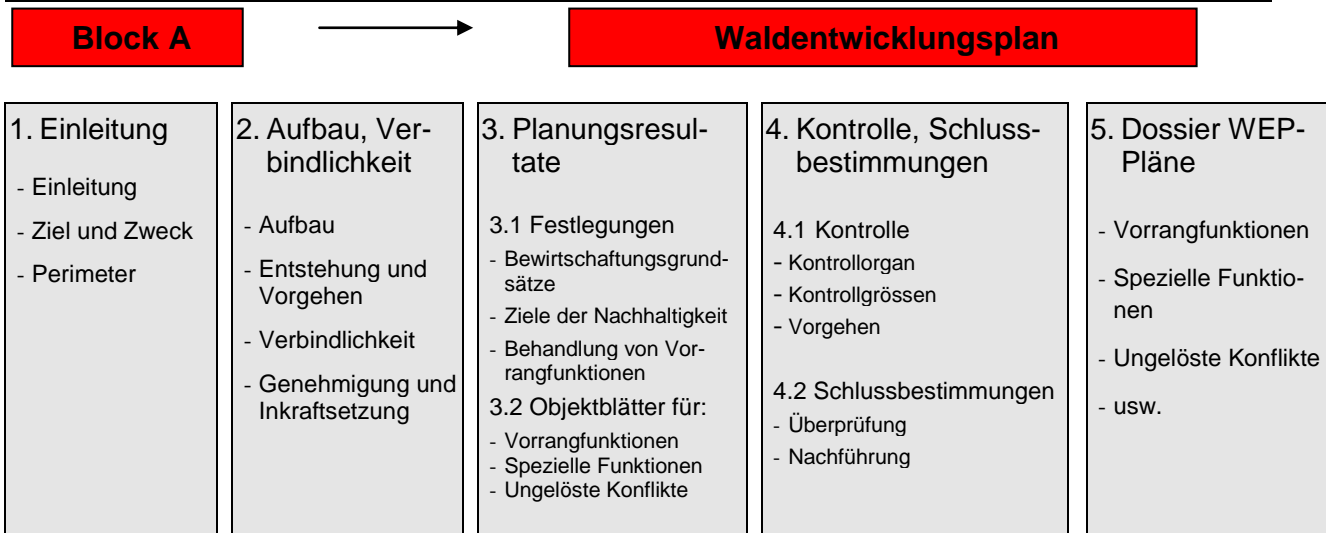 Block A
Waldentwicklungsplan
1. Einleitung
- Einleitung
- Ziel und Zweck
- Perimeter
2. Aufbau, Ver-
bindlichkeit
- Aufbau
- Entstehung und
Vorgehen
- Verbindlichkeit
- Genehmigung und
Inkraftsetzung
3. Planungsresul-
tate
3.1 Festlegungen
- Bewirtschaftungsgrund-
sätze
- Ziele der Nachhaltigkeit
- Behandlung von Vor-
rangfunktionen
3.2 Objektblätter für:
- Vorrangfunktionen
- Spezielle Funktionen
- Ungelöste Konflikte
4. Kontrolle, Schluss-
bestimmungen
4.1 Kontrolle
- Kontrollorgan
- Kontrollgrössen
- Vorgehen
4.2 Schlussbestimmungen
- Überprüfung
- Nachführung
5. Dossier WEP-
Pläne
- Vorrangfunktionen
- Spezielle Funktio-
nen
- Ungelöste Konflikte
- usw.